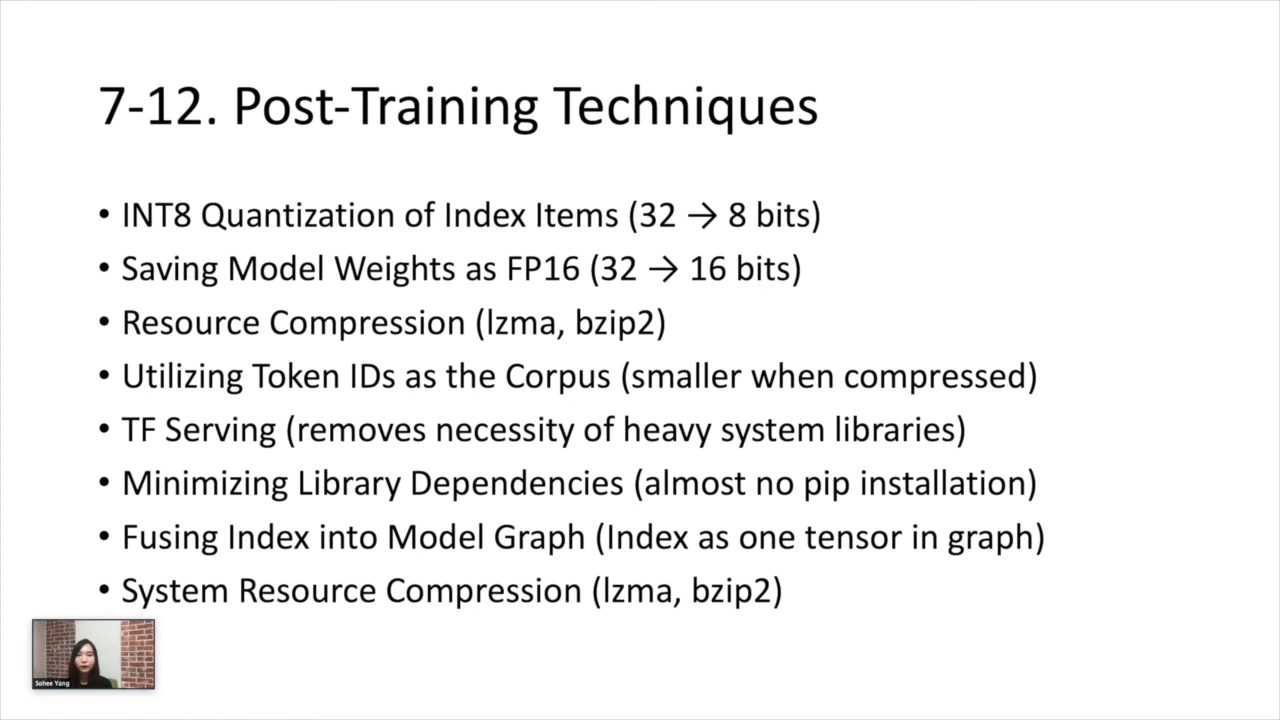 7-12. Post-Training Techniques
• INT8 Quantization of Index Items (32 → 8 bits)
• Saving Model Weights as FP16 (32 → 16 bits)
• Resource Compression (lzma, bzip2)
• Utilizing Token IDs as the Corpus (smaller when compressed)
• TF Serving (removes necessity of heavy system libraries)
• Minimizing Library Dependencies (almost no pip installation)
• Fusing Index into Model Graph (Index as one tensor in graph)
• System Resource Compression (lzma, bzip2)
Sohee Yang